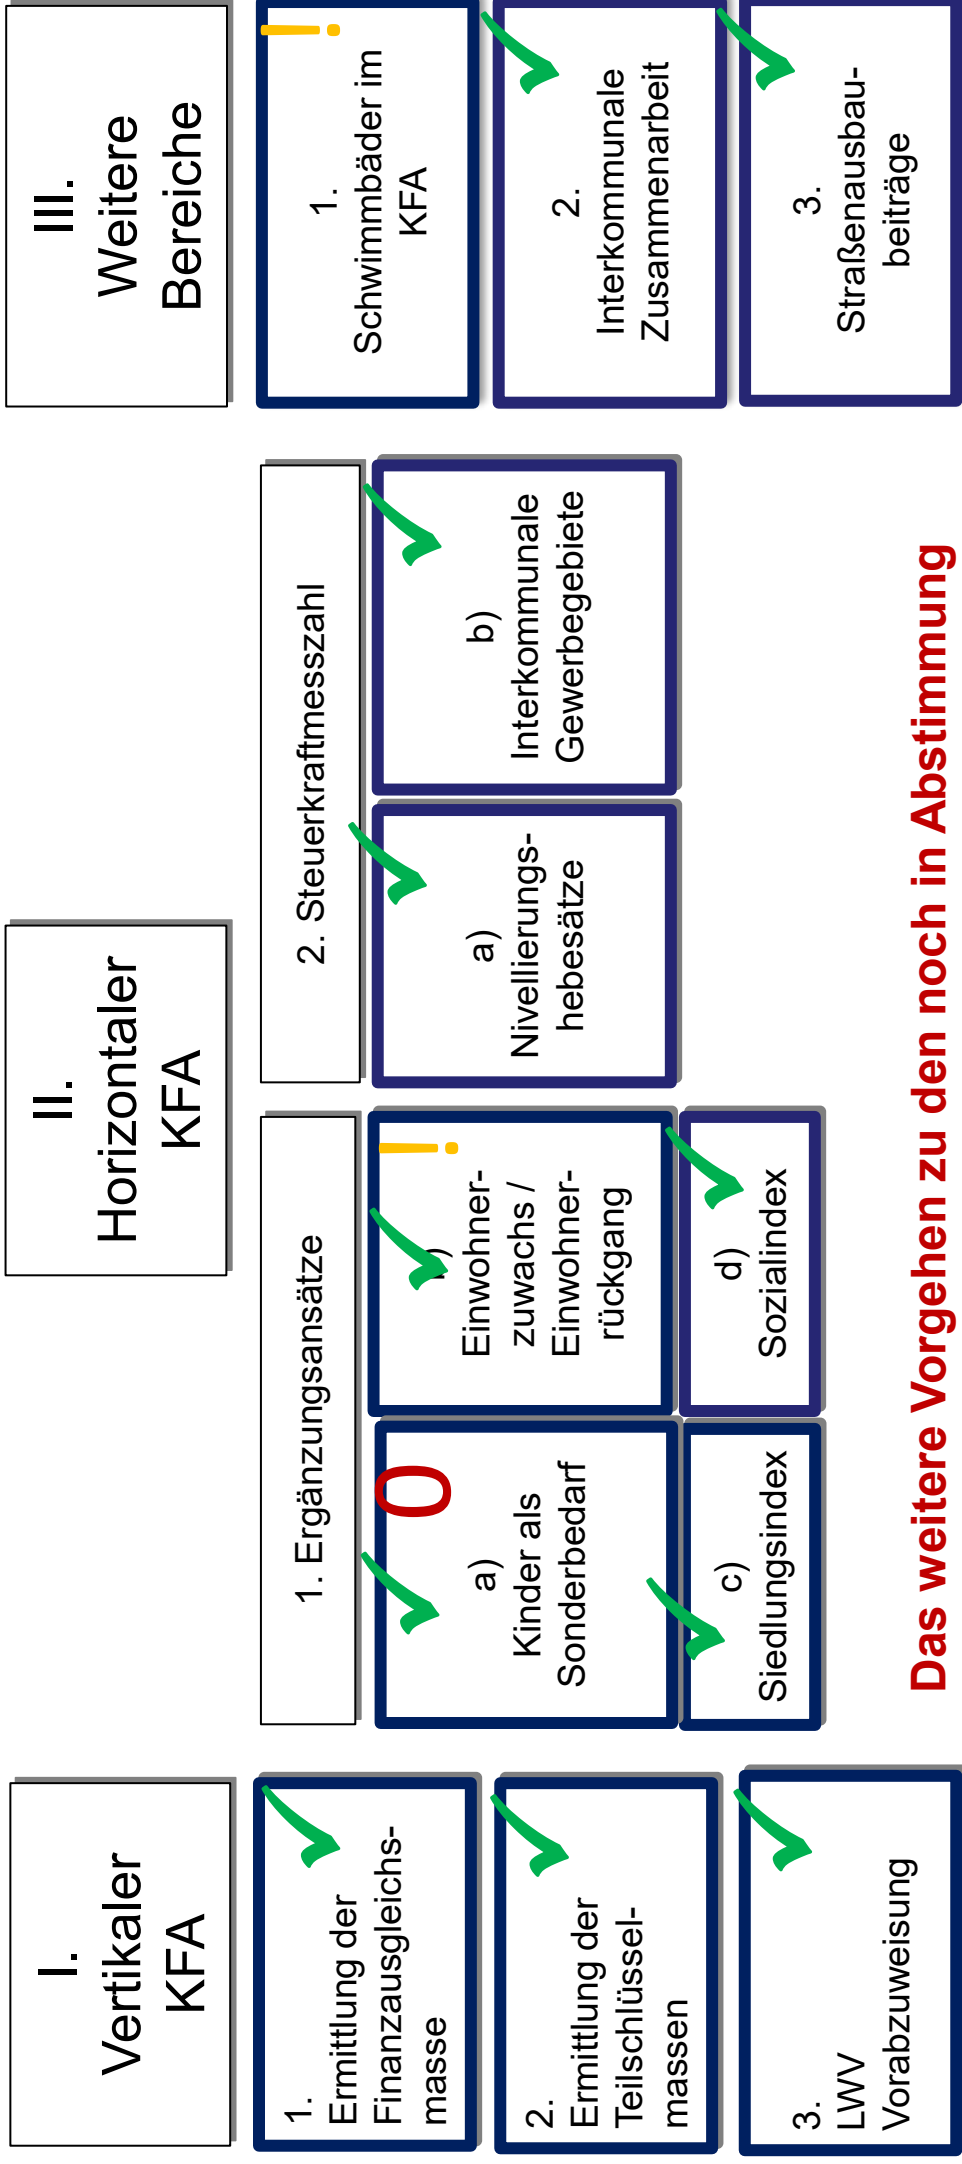 I.
Vertikaler
KFA
1.
Ermittlung der
Finanzausgleichs-
masse
2.
Ermittlung der
Teilschlüssel-
massen
3.
LWV
Vorabzuweisung
II.
Horizontaler
KFA
1. Ergänzungsansätze
a)
Kinder als
Sonderbedarf
0
Einwohner-
zuwachs /
Einwohner-
rückgang
!
c)
Siedlungsindex
d)
Sozialindex
2. Steuerkraftmesszahl
a)
Nivellierungs-
hebesätze
b)
Interkommunale
Gewerbegebiete
III.
Weitere
Bereiche
1.
Schwimmbäder im
KFA
!
2.
Interkommunale
Zusammenarbeit
3.
Straßenausbau-
beiträge
Das weitere Vorgehen zu den noch in Abstimmung